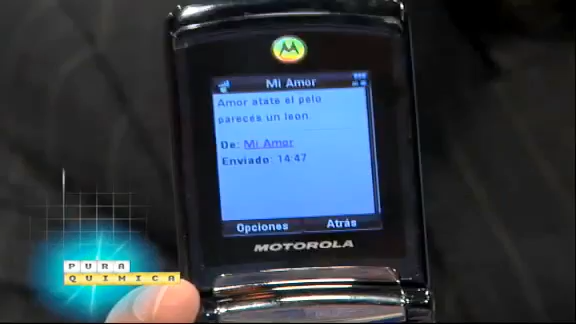 Mi Amor
Amor atate el pelo
pareces un leon
De: Mi Amor
Enviado: 14:47
Opciones Atrás
MOTOROLA
PURA
QUIMICA